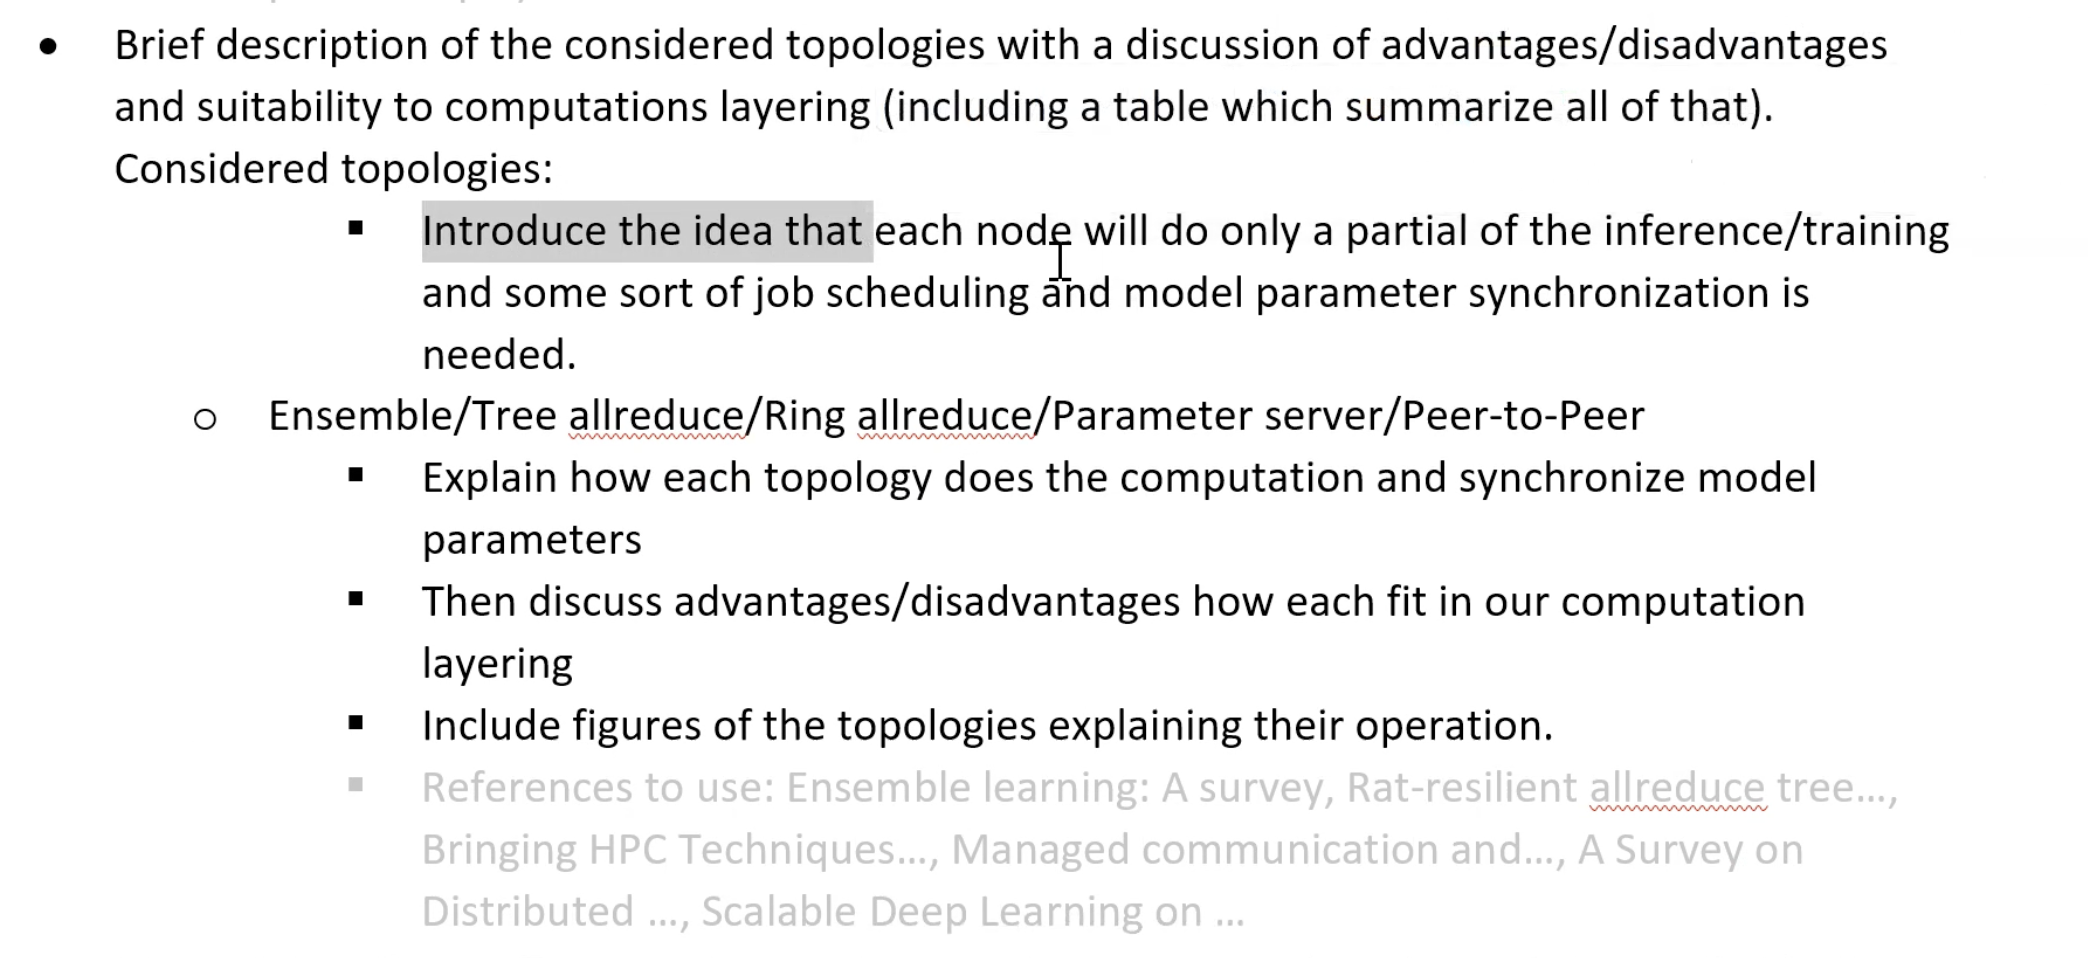 • Brief description of the considered topologies with a discussion of advantages/disadvantages
and suitability to computations layering (including a table which summarize all of that).
Considered topologies:
▪ Introduce the idea that each node will do only a partial of the inference/training
and some sort of job scheduling and model parameter synchronization is
needed.
o Ensemble/Tree allreduce/Ring allreduce/Parameter server/Peer-to-Peer
▪ Explain how each topology does the computation and synchronize model
parameters
▪ Then discuss advantages/disadvantages how each fit in our computation
layering
▪ Include figures of the topologies explaining their operation.
▪ References to use: Ensemble learning: A survey, Rat-resilient allreduce tree…,
Bringing HPC Techniques…, Managed communication and…, A Survey on
Distributed …, Scalable Deep Learning on …